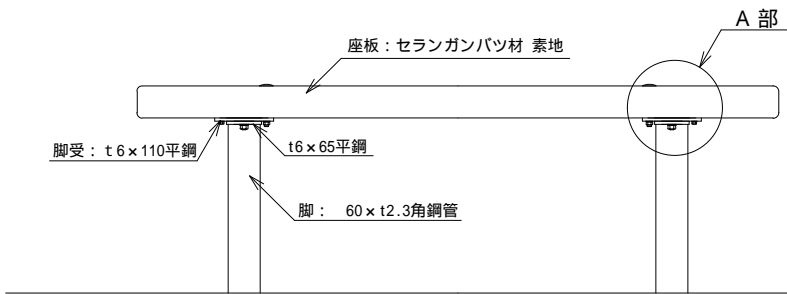 A 部
座板：セランガンバツ材 素地
脚受：ｔ6×110平鋼
t6×65平鋼
脚：　60×t2.3角鋼管